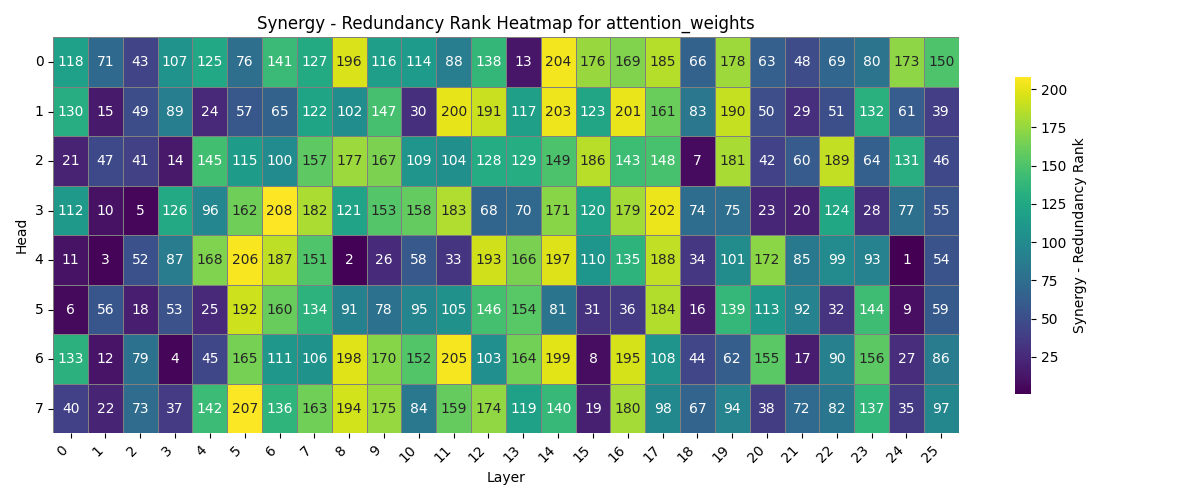 Synergy - Redundancy Rank Heatmap for attention_weights
Head
0 118 71 43 107 125 76 141 127 196 116 114 88 138 13 204 176 169 185 66 178 63 48 69 80 173 150
1 130 15 49 89 24 57 65 122 102 147 30 200 191 117 203 123 201 161 83 190 50 29 51 132 61 39
2 21 47 41 14 145 115 100 157 177 167 109 104 128 129 149 186 143 148 7 181 42 60 189 64 131 46
3 112 10 5 126 96 162 208 182 121 153 158 183 68 70 171 120 179 202 74 75 23 20 124 28 77 55
4 11 3 52 87 168 206 187 151 2 26 58 33 193 166 197 110 135 188 34 101 172 85 99 93 1 54
5 6 56 18 53 25 192 160 134 91 78 95 105 146 154 81 31 36 184 16 139 113 92 32 144 9 59
6 133 12 79 4 45 165 111 106 198 170 152 205 103 164 199 8 195 108 44 62 155 17 90 156 27 86
7 40 22 73 37 142 207 136 163 194 175 84 159 174 119 140 19 180 98 67 94 38 72 82 137 35 97
0 1 2 3 4 5 6 7 8 9 10 11 12 13 14 15 16 17 18 19 20 21 22 23 24 25
Layer
200
175
150
125
100
75
50
25
Synergy - Redundancy Rank